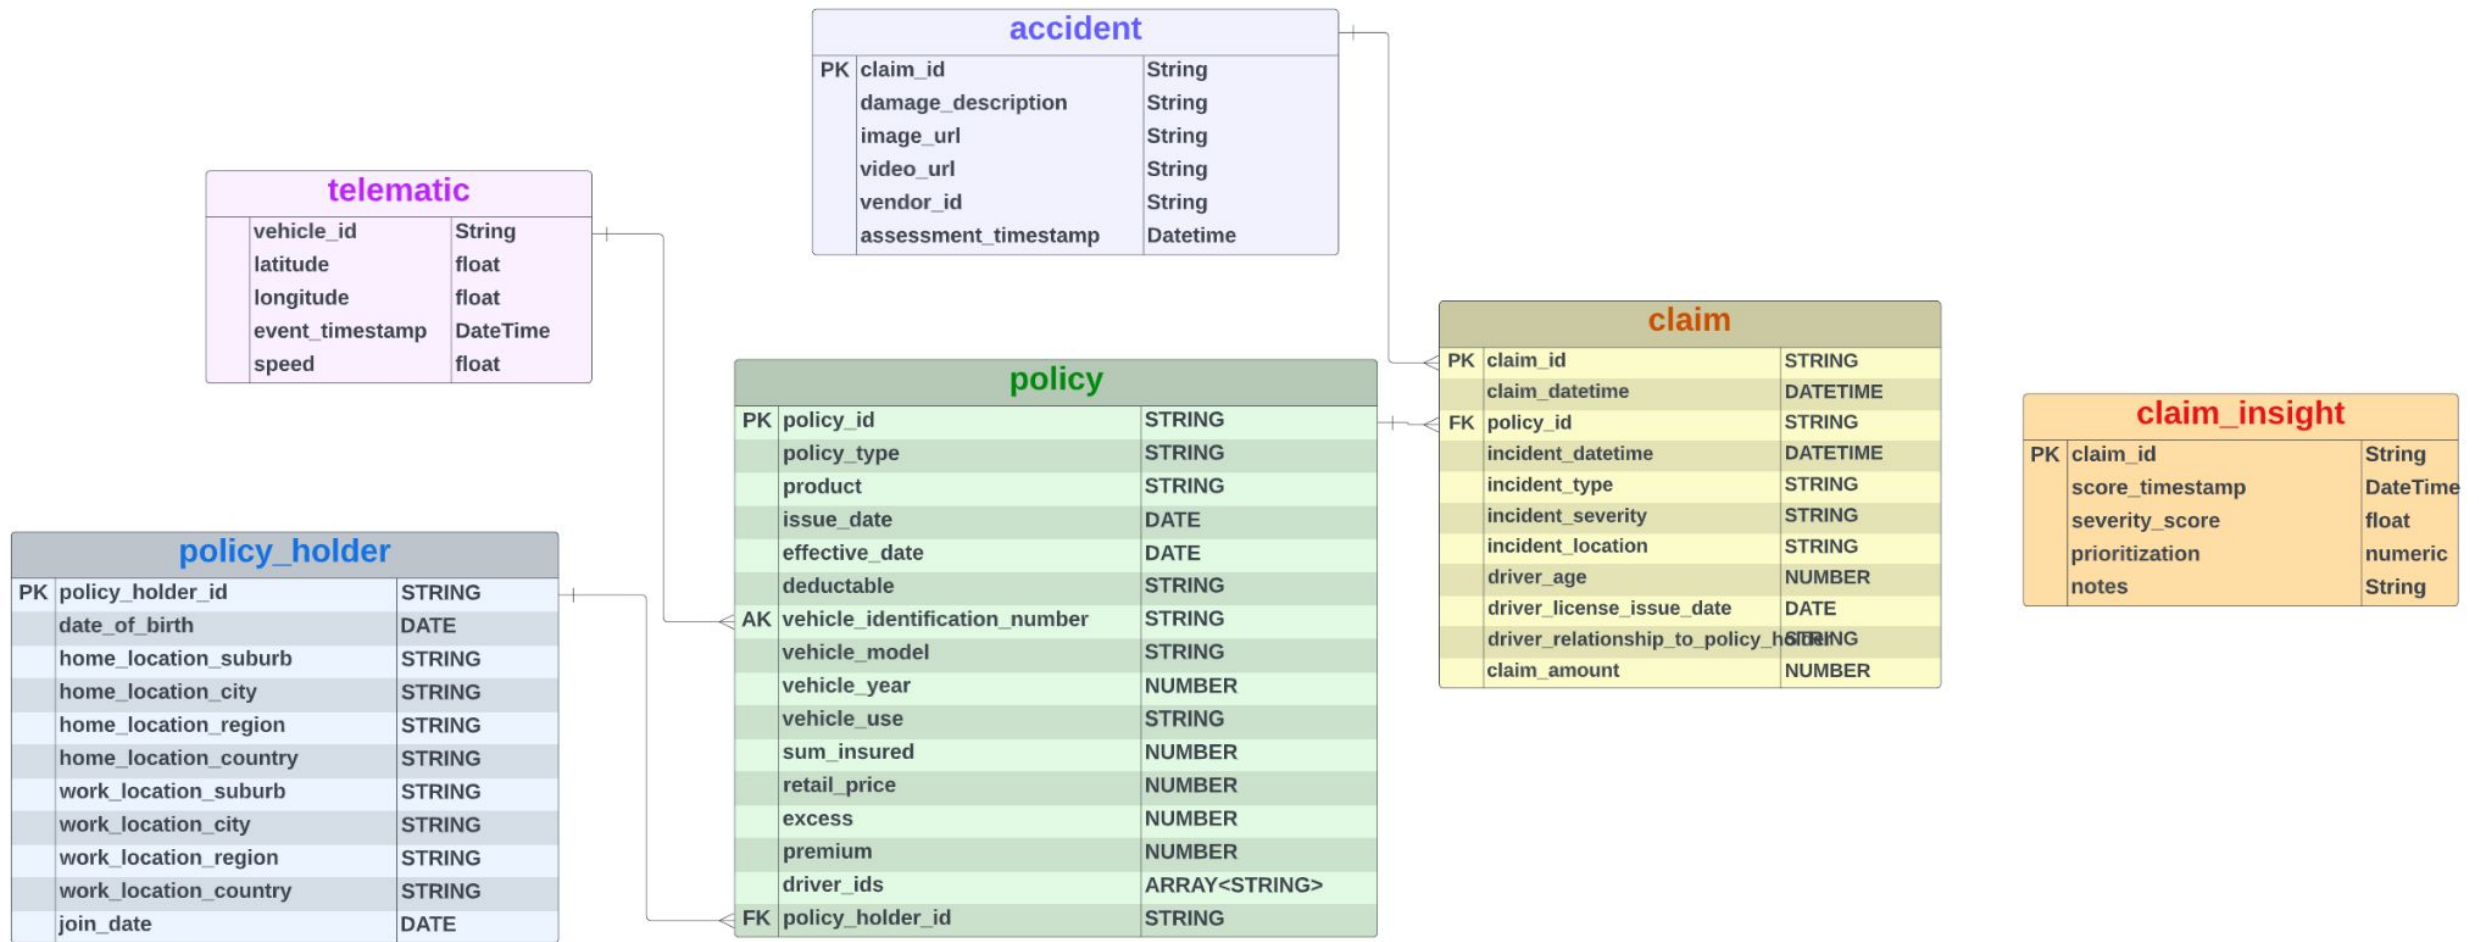 accident
PK claim_id String
damage_description String
image_url String
video_url String
vendor_id String
assessment_timestamp Datetime
telematic
vehicle_id String
latitude float
longitude float
event_timestamp DateTime
speed float
policy_holder
PK policy_holder_id STRING
date_of_birth DATE
home_location_suburb STRING
home_location_city STRING
home_location_region STRING
home_location_country STRING
work_location_suburb STRING
work_location_city STRING
work_location_region STRING
work_location_country STRING
join_date DATE
policy
PK policy_id STRING
policy_type STRING
product STRING
issue_date DATE
effective_date DATE
deductable STRING
AK vehicle_identification_number STRING
vehicle_model STRING
vehicle_year NUMBER
vehicle_use STRING
sum_insured NUMBER
retail_price NUMBER
excess NUMBER
premium NUMBER
driver_ids ARRAY<STRING>
FK policy_holder_id STRING
claim
PK claim_id STRING
claim_datetime DATETIME
FK policy_id STRING
incident_datetime DATETIME
incident_type STRING
incident_severity STRING
incident_location STRING
driver_age NUMBER
driver_license_issue_date DATE
driver_relationship_to_policy_holder STRING
claim_amount NUMBER
claim_insight
PK claim_id String
score_timestamp DateTime
severity_score float
prioritization numeric
notes String